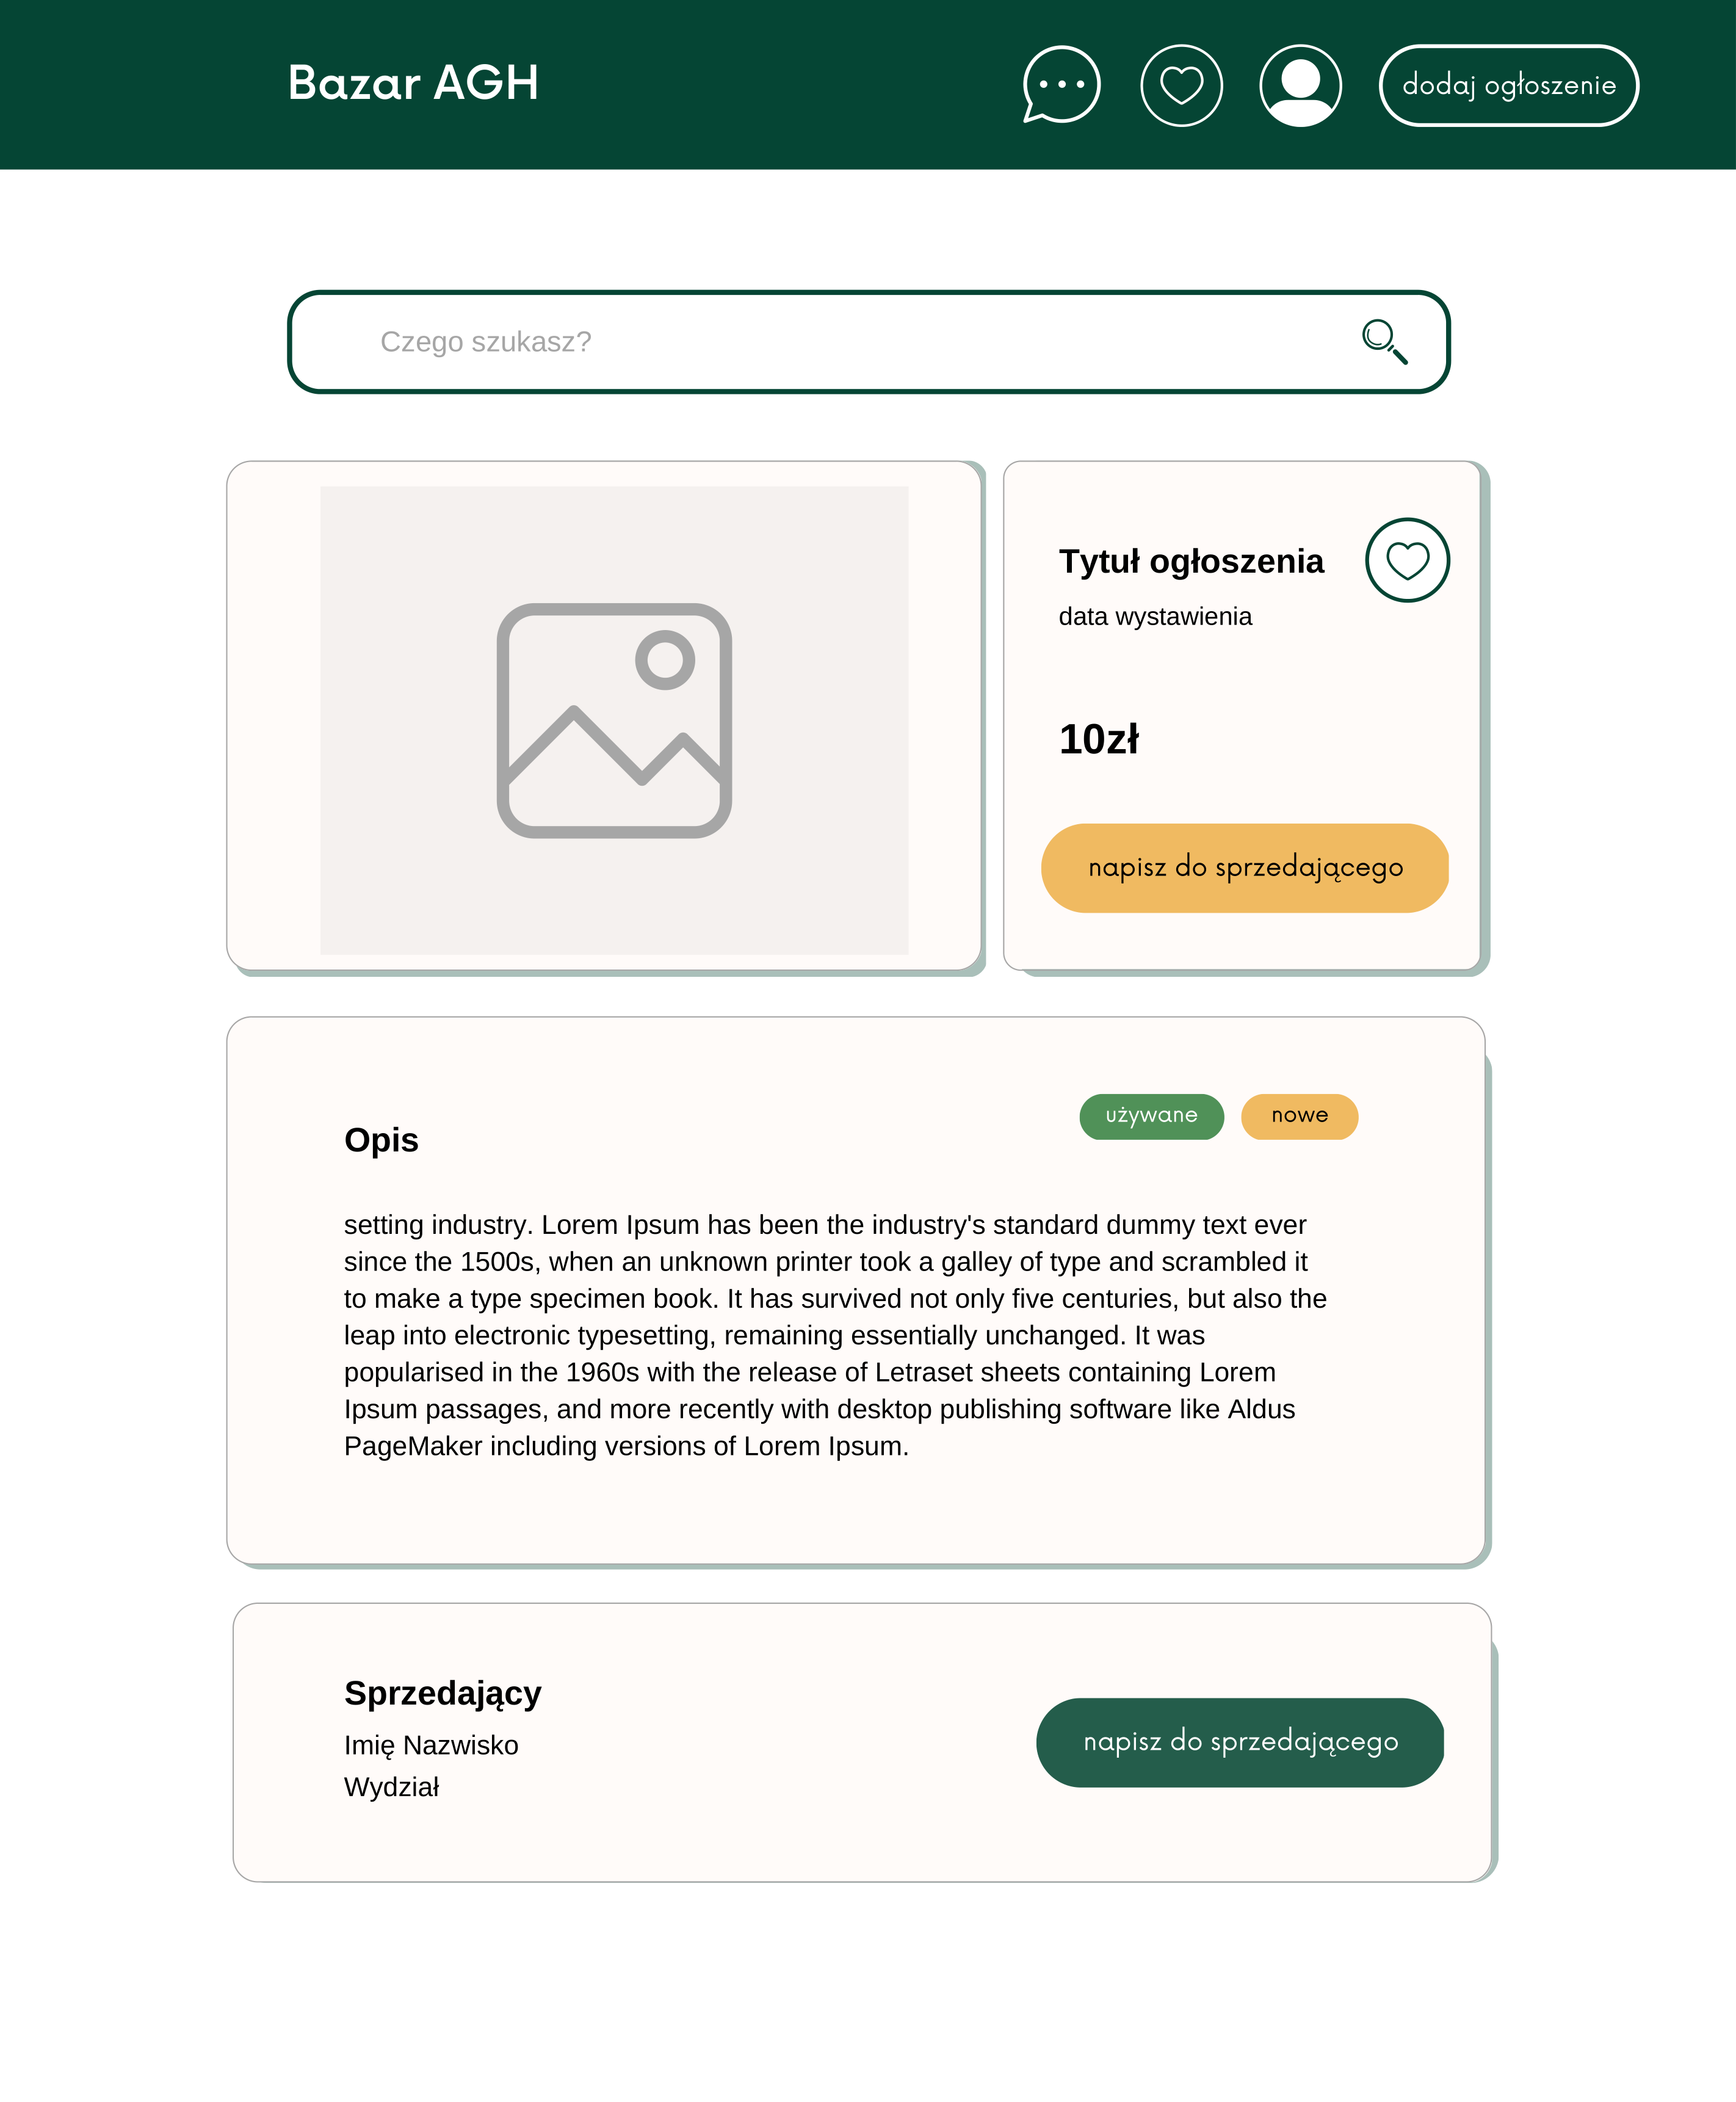 Bazar AGH
dodaj ogłoszenie
Czego szukasz?
Tytuł ogłoszenia
data wystawienia
10zł
napisz do sprzedającego
używane
nowe
Opis
setting industry. Lorem Ipsum has been the industry's standard dummy text ever
since the 1500s, when an unknown printer took a galley of type and scrambled it
to make a type specimen book. It has survived not only five centuries, but also the
leap into electronic typesetting, remaining essentially unchanged. It was
popularised in the 1960s with the release of Letraset sheets containing Lorem
Ipsum passages, and more recently with desktop publishing software like Aldus
PageMaker including versions of Lorem Ipsum.
Sprzedający
Imię Nazwisko
Wydział
napisz do sprzedającego